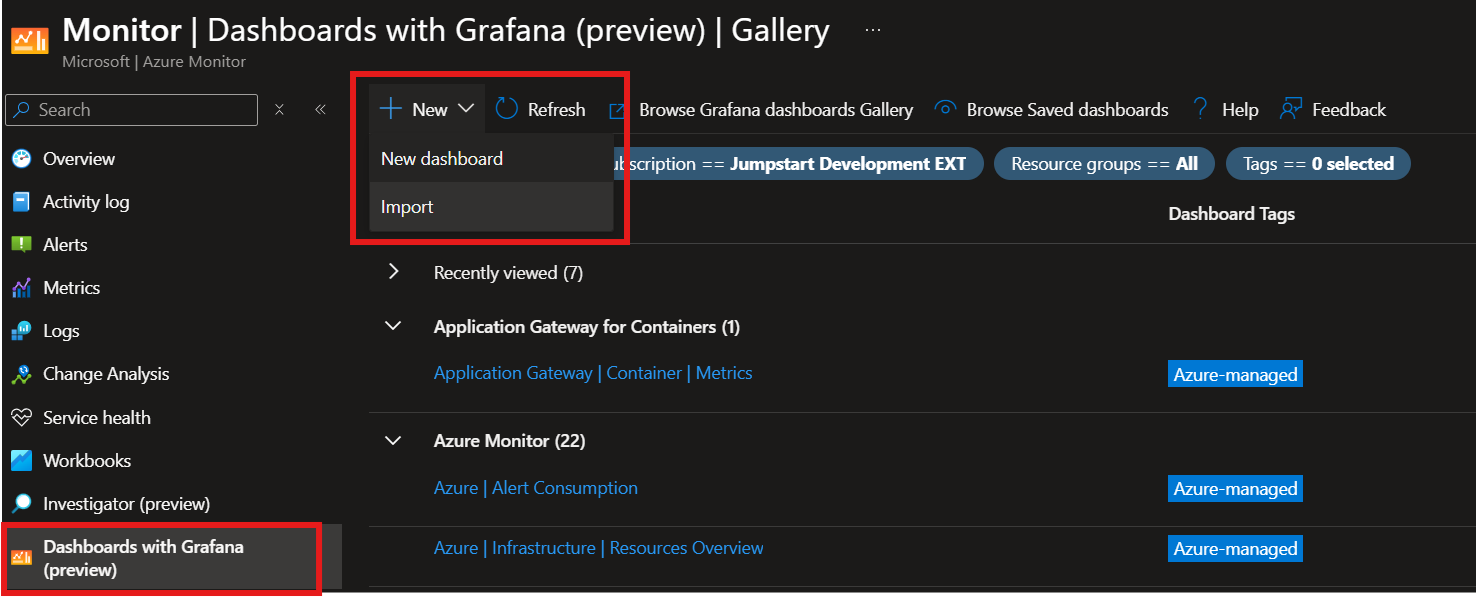 Monitor | Dashboards with Grafana (preview) | Gallery ...
Microsoft | Azure Monitor
Search
New
Refresh
Browse Grafana dashboards Gallery
Browse Saved dashboards
Help
Feedback
New dashboard
Import
ubscription == Jumpstart Development EXT
Resource groups == All
Tags == 0 selected
Dashboard Tags
Overview
Activity log
Alerts
Metrics
Logs
Change Analysis
Service health
Workbooks
Investigator (preview)
Dashboards with Grafana
(preview)
Recently viewed (7)
Application Gateway for Containers (1)
Application Gateway | Container | Metrics
Azure-managed
Azure Monitor (22)
Azure | Alert Consumption
Azure-managed
Azure | Infrastructure | Resources Overview
Azure-managed